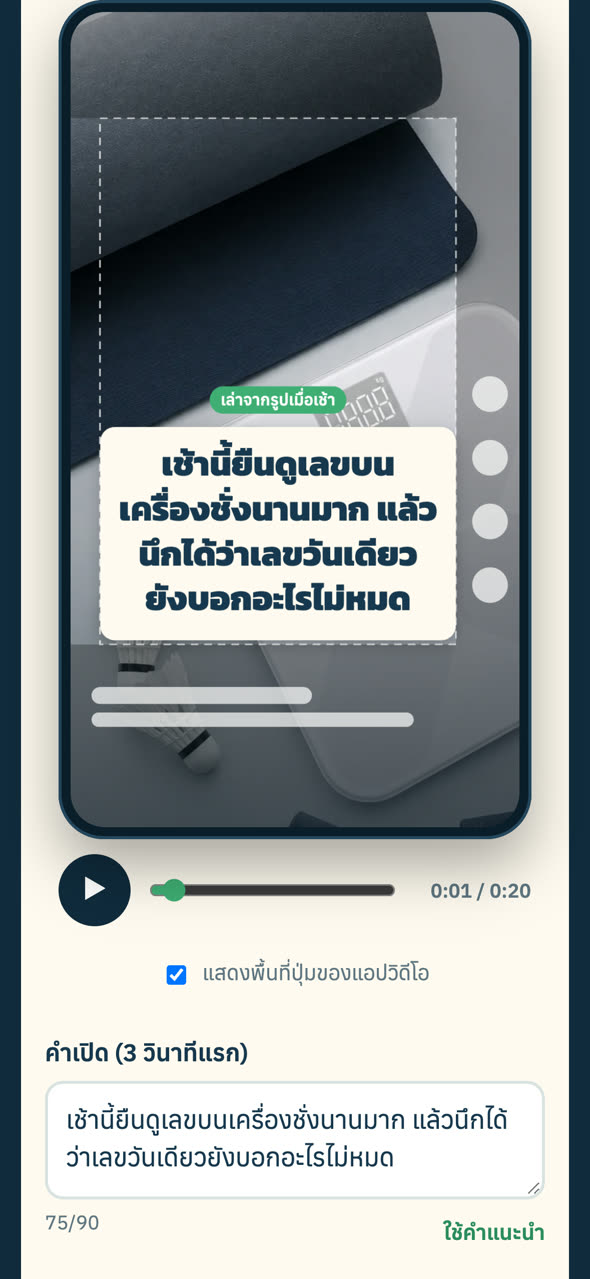 เล่าจากรูปเมื่อเช้า
เช้านี้ยืนดูเลขบน
เครื่องชั่งนานมาก แล้ว
นึกได้ว่าเลขวันเดียว
ยังบอกอะไรไม่หมด
0:01 / 0:20
แสดงพื้นที่ปุ่มของแอปวิดีโอ
คำเปิด (3 วินาทีแรก)
เช้านี้ยืนดูเลขบนเครื่องชั่งนานมาก แล้วนึกได้
ว่าเลขวันเดียวยังบอกอะไรไม่หมด
75/90
ใช้คำแนะนำ